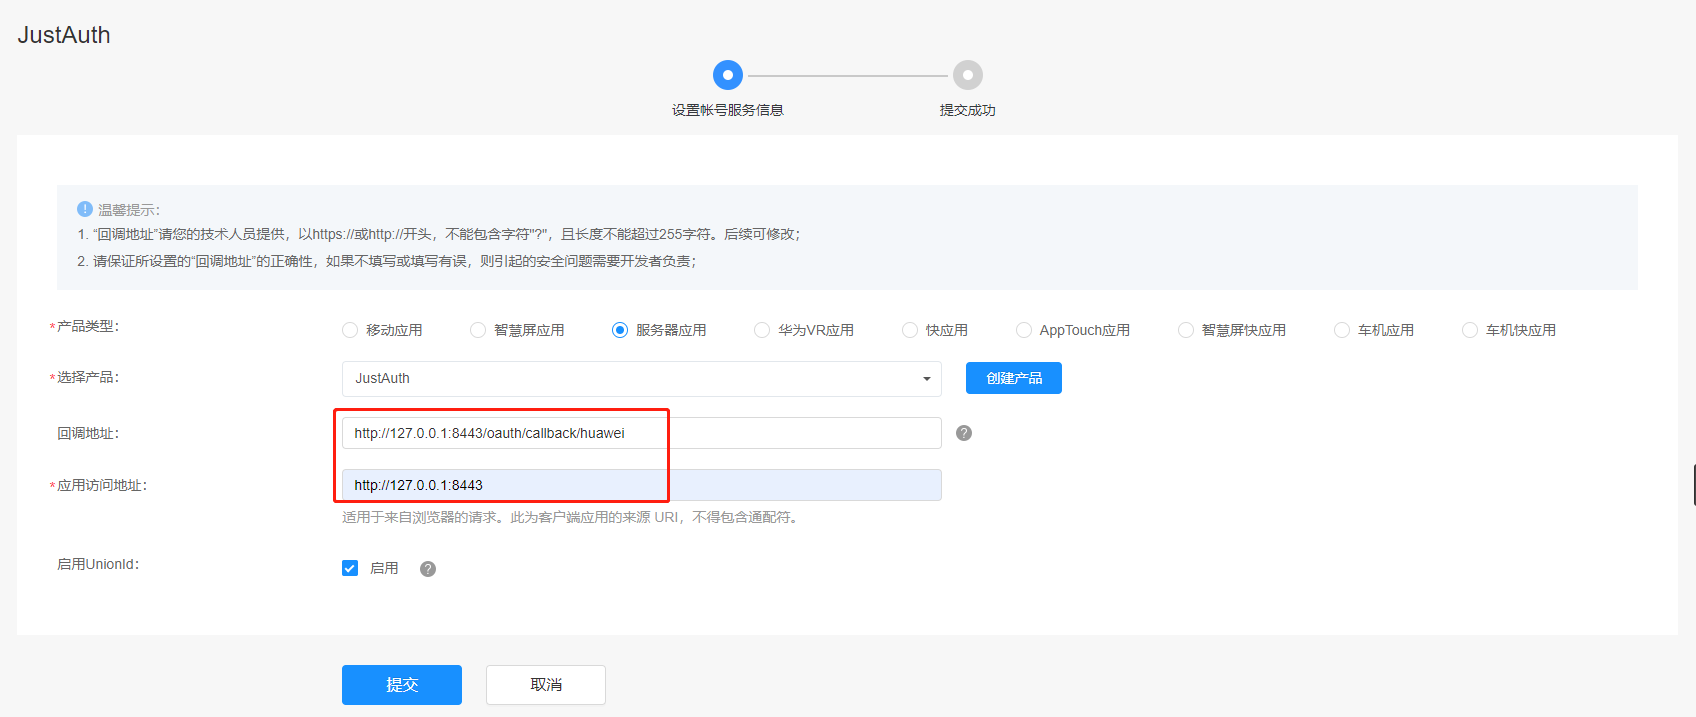 JustAuth
设置帐号服务信息
提交成功
温馨提示：
1. “回调地址”请您的技术人员提供，以https://或http://开头，不能包含字符"?"，且长度不能超过255字符。后续可修改；
2. 请保证所设置的“回调地址”的正确性，如果不填写或填写有误，则引起的安全问题需要开发者负责；
*产品类型： 移动应用 智慧屏应用 服务器应用 华为VR应用 快应用 AppTouch应用 智慧屏快应用 车机应用 车机快应用
*选择产品： JustAuth 创建产品
回调地址： http://127.0.0.1:8443/oauth/callback/huawei
*应用访问地址： http://127.0.0.1:8443
适用于来自浏览器的请求。此为客户端应用的来源 URI，不得包含通配符。
启用UnionId： 启用
提交 取消